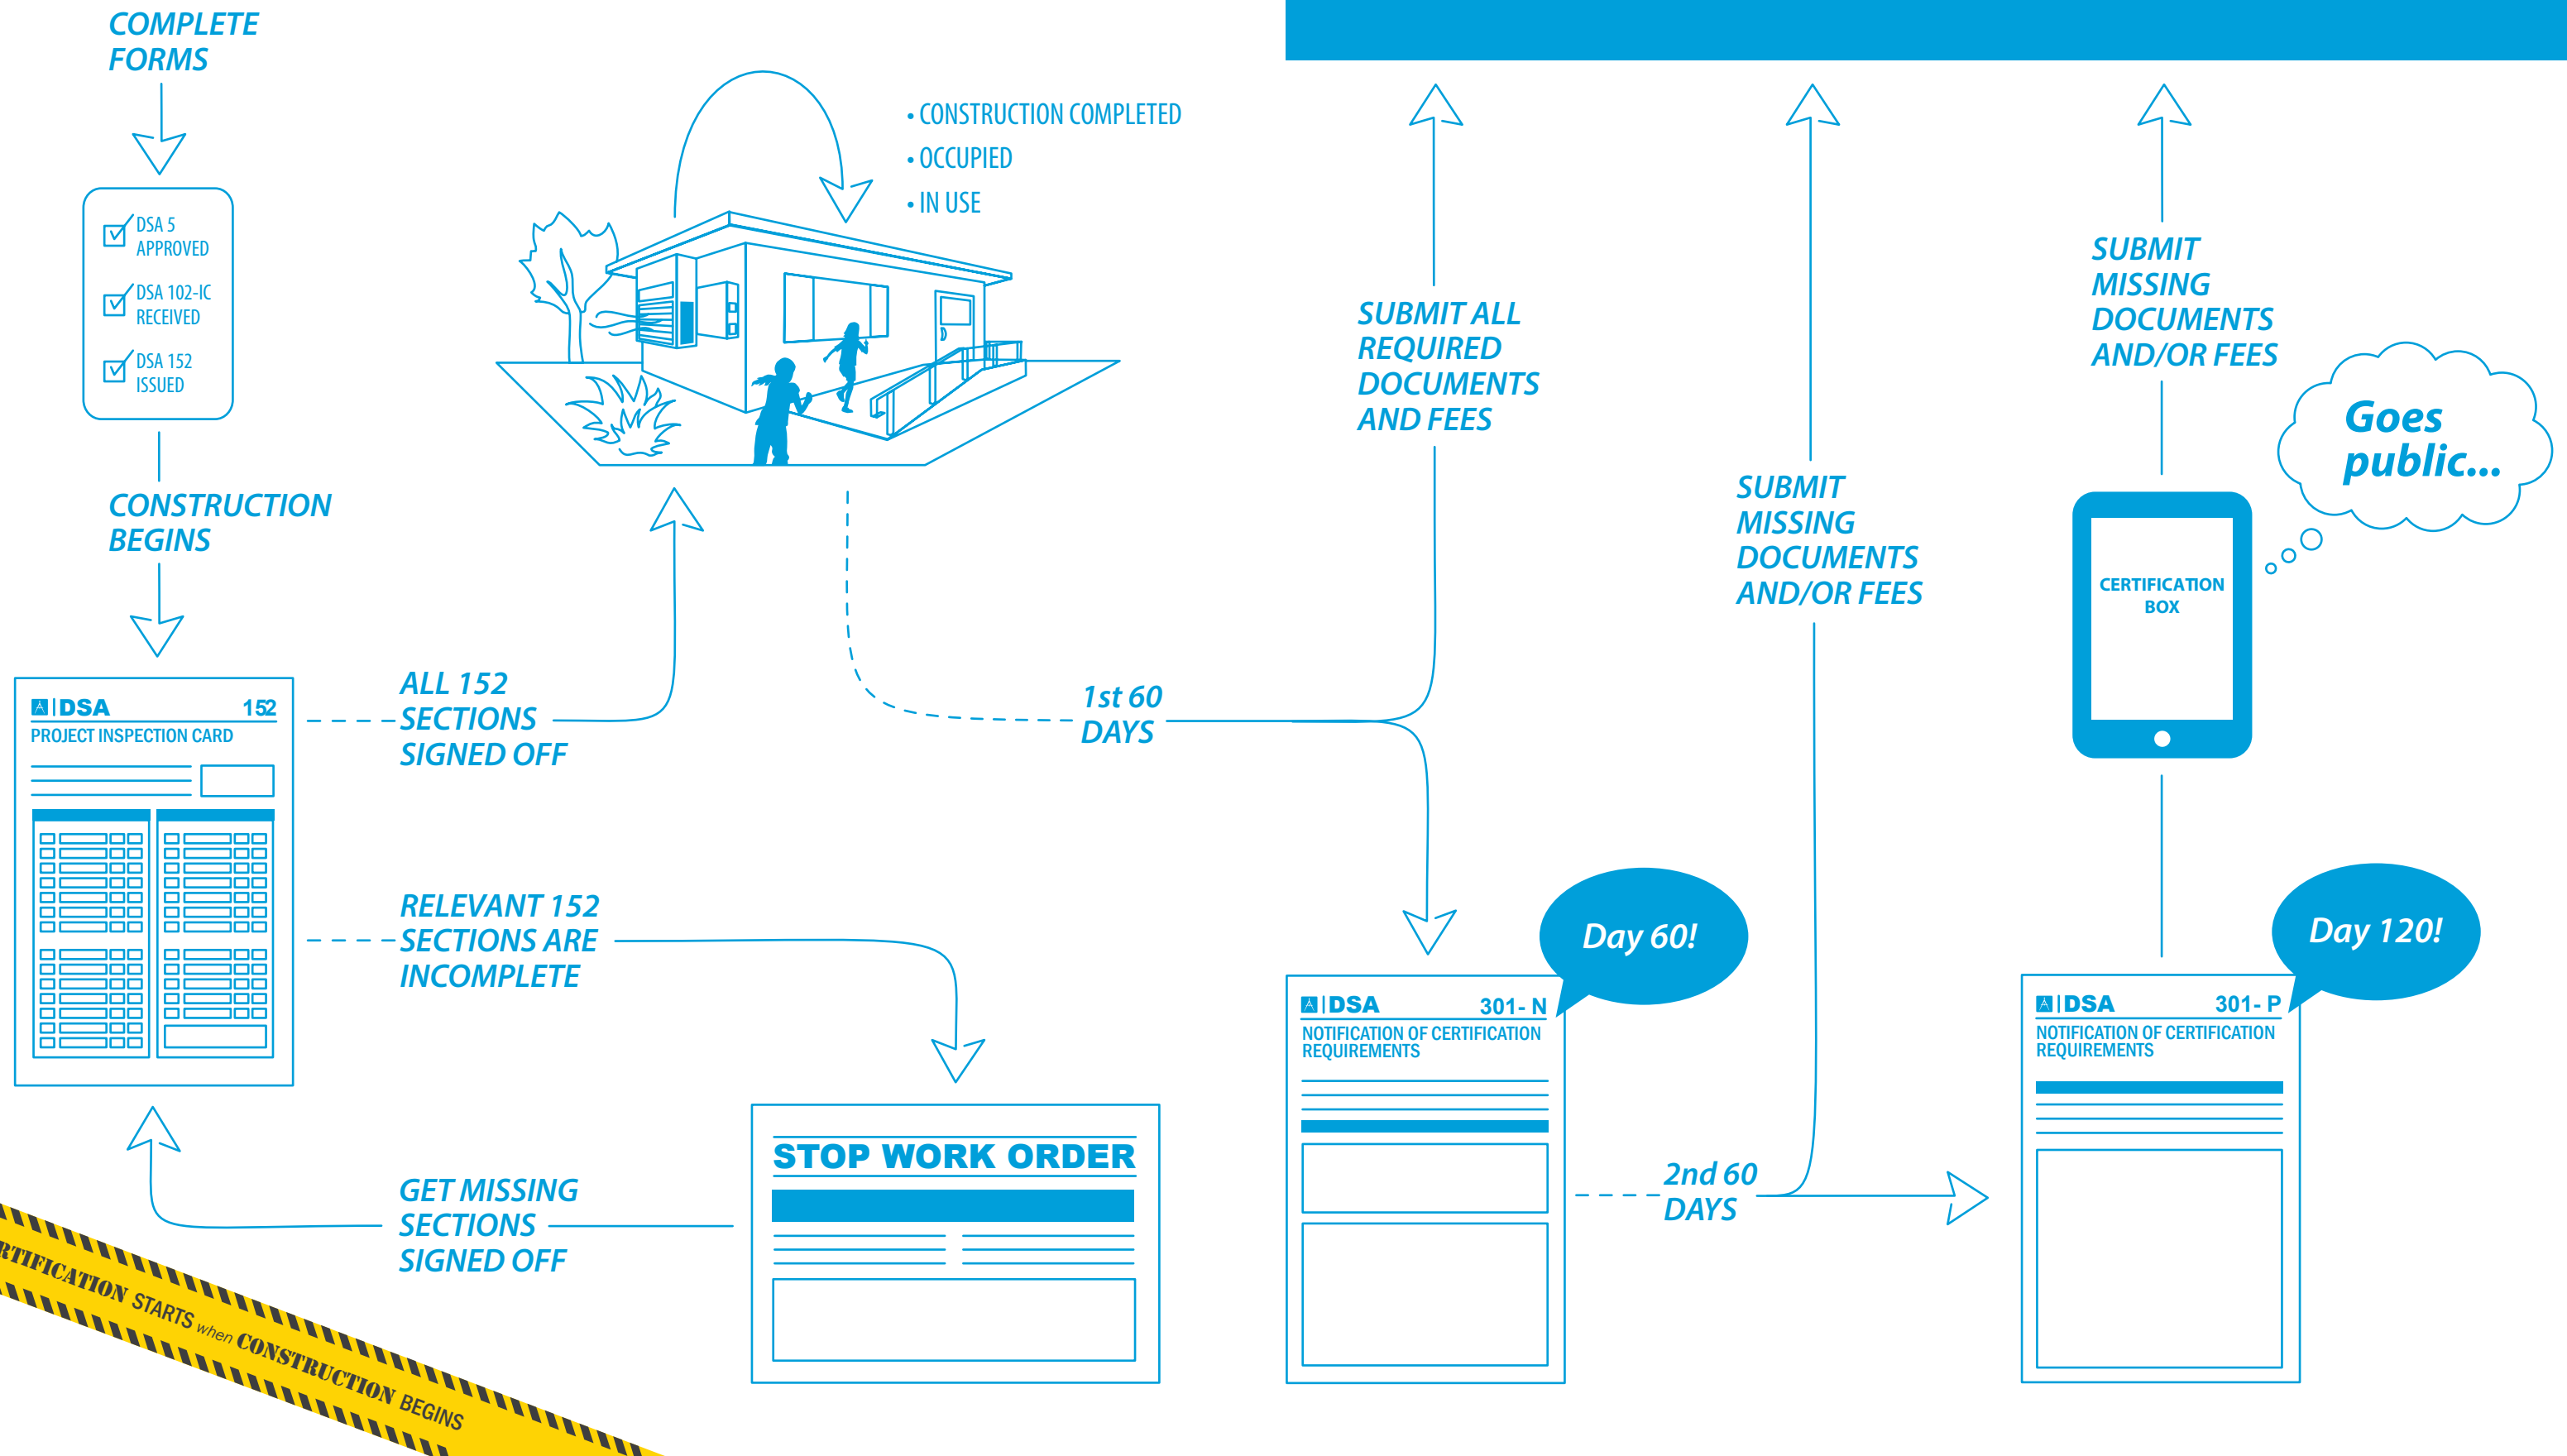 COMPLETE
FORMS
DSA 5
APPROVED
DSA 102-IC
RECEIVED
DSA 152
ISSUED
CONSTRUCTION
BEGINS
DSA 152
PROJECT INSPECTION CARD
ALL 152
SECTIONS
SIGNED OFF
RELEVANT 152
SECTIONS ARE
INCOMPLETE
STOP WORK ORDER
GET MISSING
SECTIONS
SIGNED OFF
• CONSTRUCTION COMPLETED
• OCCUPIED
• IN USE
1st 60
DAYS
SUBMIT ALL
REQUIRED
DOCUMENTS
AND FEES
Day 60!
DSA 301- N
NOTIFICATION OF CERTIFICATION
REQUIREMENTS
2nd 60
DAYS
SUBMIT
MISSING
DOCUMENTS
AND/OR FEES
Day 120!
DSA 301- P
NOTIFICATION OF CERTIFICATION
REQUIREMENTS
CERTIFICATION
BOX
Goes
public...
SUBMIT
MISSING
DOCUMENTS
AND/OR FEES
RTIFICATION STARTS when CONSTRUCTION BEGINS